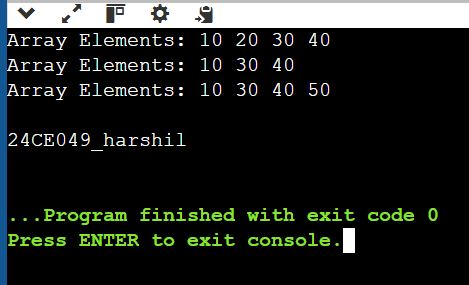 Array Elements: 10 20 30 40
Array Elements: 10 30 40
Array Elements: 10 30 40 50
24CE049_harshil
...Program finished with exit code 0
Press ENTER to exit console.